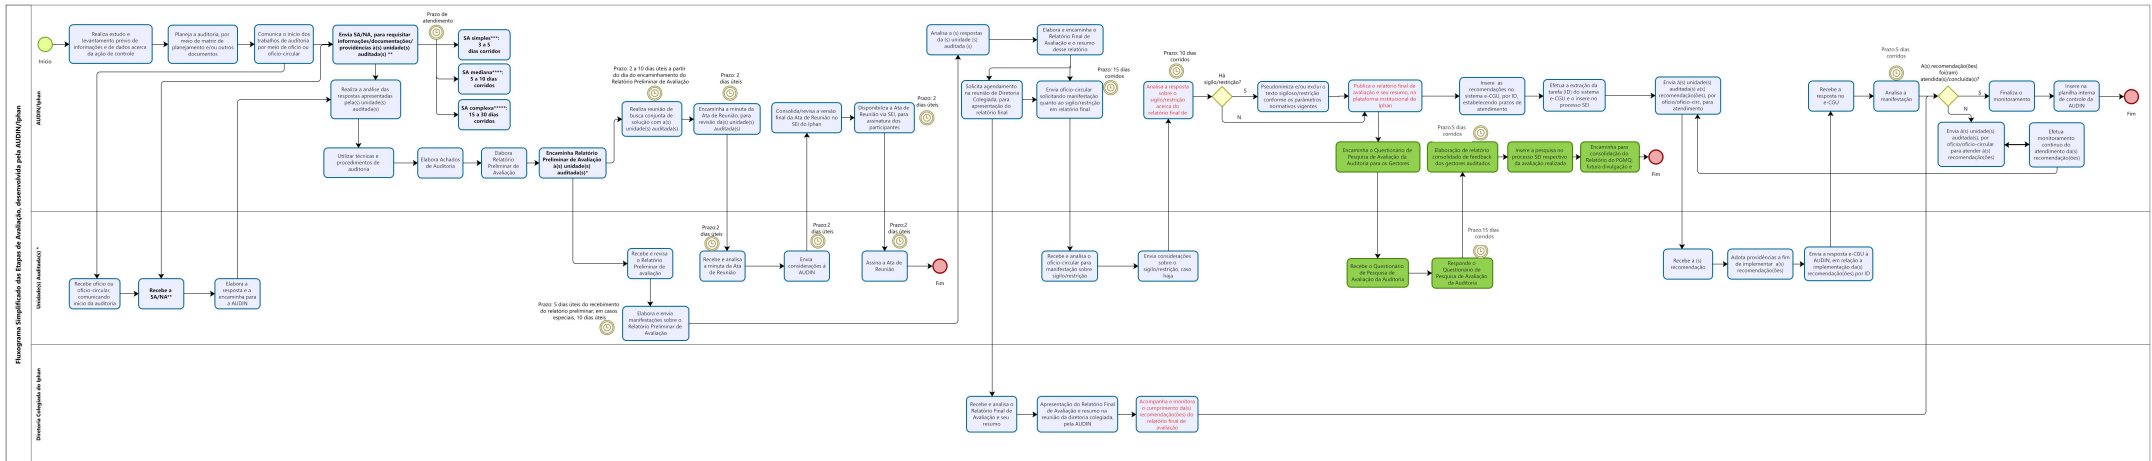 Fluxograma Simplificado das Etapas de Avaliação, desenvolvida pela AUDIN/Iphan
AUDIN/Iphan
Início
Realiza estudo e
levantamento prévio de
informações e de dados acerca
da ação de controle
Planeja a auditoria, por
meio de matriz de
planejamento e/ou outros
documentos
Comunica o início dos
trabalhos de auditoria
por meio de ofício ou
ofício-circular
Envia SA/NA, para requisitar
informações/documentações/
providências à(s) unidade(s)
auditada(s) **
Prazo de
atendimento
SA simples***:
3 a 5
dias corridos
SA mediana****:
5 a 10 dias
corridos
SA complexa*****:
15 a 30 dias
corridos
Realiza a análise das
respostas apresentadas
pela(s) unidade(s)
auditada(s)
Utilizar técnicas e
procedimentos de
auditoria
Elabora Achados
de Auditoria
Elabora
Relatório
Preliminar de
Avaliação
Encaminha Relatório
Preliminar de Avaliação
à(s) unidade(s)
auditada(s)*
Prazo: 2 a 10 dias úteis a partir
do dia do encaminhamento do
Relatório Preliminar de Avaliação
Realiza reunião de
busca conjunta de
solução com a(s)
unidade(s) auditada(s)
Prazo: 2
dias úteis
Encaminha a minuta da
Ata de Reunião, para
revisão da(s) unidade(s)
auditada(s)
Consolida/revisa a versão
final da Ata de Reunião no
SEI do Iphan
Disponibiliza a Ata de
Reunião via SEI, para
assinatura dos
participantes
Prazo: 2
dias úteis
Analisa a (s) respostas
da (s) unidade (s)
auditada (s)
Elabora e encaminha o
Relatório Final de
Avaliação e o resumo
desse relatório
Solicita agendamento
na reunião de Diretoria
Colegiada, para
apresentação do
relatório final
Envia ofício-circular
solicitando manifesta
quanto ao sigilo/restrição
em relatório final
Prazo: 15 dias
corridos
Prazo: 10 dias
corridos
Analisa a resposta
sobre o
sigilo/restrição
acerca do
relatório final de
Há
sigilo/restrição?
S
N
Pseudonimiza e/ou exclui o
texto sigiloso/restrito
conforme os parâmetros
normativos vigentes
Publica o relatório final de
avaliação e seu resumo, na
plataforma institucional do
Iphan
Insere as
recomendações no
sistema e-CGU, por ID,
estabelecendo prazos de
atendimento
Efetua a extração da
tarefa (ID) do sistema
e-CGU e o insere no
processo SEI
Envia à(s) unidades(s)
auditada(s) a(s)
recomendação(ões), por
ofício/ofício-circ, para
atendimento
Encaminha o Questionário de
Pesquisa de Avaliação da
Auditoria para os Gestores
Prazo:5 dias
corridos
Elaboração de relatório
consolidado de feedback
dos gestores auditados
Insere a pesquisa no
processo SEI respectivo
da avaliação realizada
Encaminha para
consolidação do
Relatório do PGMQ,
futura divulgação e
Fim
Recebe a
resposta no
e-CGU
Prazo:5 dias
corridos
Analisa a
manifestação
A(s) recomendação(ões)
foi(ram)
atendida(s)/concluída(s)?
S
N
Finaliza o
monitoramento
Insere na
planilha interna
de controle da
AUDIN
Fim
Envia à(s) unidade(s)
auditada(s), por
ofício/ofício-circular
para atender à(s)
recomendação(ões)
Efetua
monitoramento
contínuo do
atendimento da(s)
recomendação(ões)
Unidade(s) Auditada(s) *
Recebe ofício ou
ofício-circular,
comunicando
início da auditoria
Recebe a
SA/NA**
Elabora a
resposta e a
encaminha para
a AUDIN
Recebe e revisa
o Relatório
Preliminar de
avaliação
Prazo: 5 dias úteis do recebimento
do relatório preliminar; em casos
especiais, 10 dias úteis
Elabora e envia
manifestações sobre o
Relatório Preliminar de
Avaliação
Prazo:2
dias úteis
Recebe e analisa
a minuta da Ata
de Reunião
Prazo:2
dias úteis
Envia
considerações à
AUDIN
Prazo:2
dias úteis
Assina a Ata de
Reunião
Fim
Recebe e analisa o
ofício-circular para
manifestação sobre
sigilo/restrição
Envia considerações
sobre o
sigilo/restrição, caso
haja
Recebe o Questionário
de Pesquisa de
Avaliação da Auditoria
Prazo:15 dias
corridos
Responde o
Questionário de
Pesquisa de Avaliação
da Auditoria
Recebe a (s)
recomendação
Adota providências a fim
de implementar a(s)
recomendação(ões)
Envia a resposta e-CGU à
AUDIN, em relação a
implementação da(s)
recomendação(ões) por ID
Diretoria Colegiada do Iphan
Recebe e analisa o
Relatório Final de
Avaliação e seu
resumo
Apresentação do Relatório Final
de Avaliação e resumo na
reunião da diretoria colegiada,
pela AUDIN
Acompanha e monitora
o cumprimento da(s)
recomendação(ões) do
relatório final de
avaliação